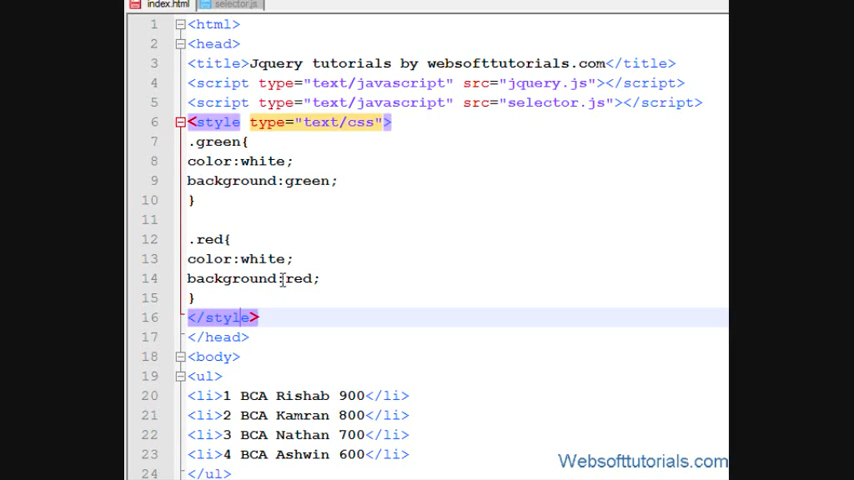 index.html selector.js
1 <html>
2 <head>
3 <title>Jquery tutorials by websofttutorials.com</title>
4 <script type="text/javascript" src="jquery.js"></script>
5 <script type="text/javascript" src="selector.js"></script>
6 <style type="text/css">
7 .green{
8 color:white;
9 background:green;
10 }
11
12 .red{
13 color:white;
14 background:red;
15 }
16 </style>
17 </head>
18 <body>
19 <ul>
20 <li>1 BCA Rishab 900</li>
21 <li>2 BCA Kamran 800</li>
22 <li>3 BCA Nathan 700</li>
23 <li>4 BCA Ashwin 600</li>
24 </ul>
Websofttutorials.com